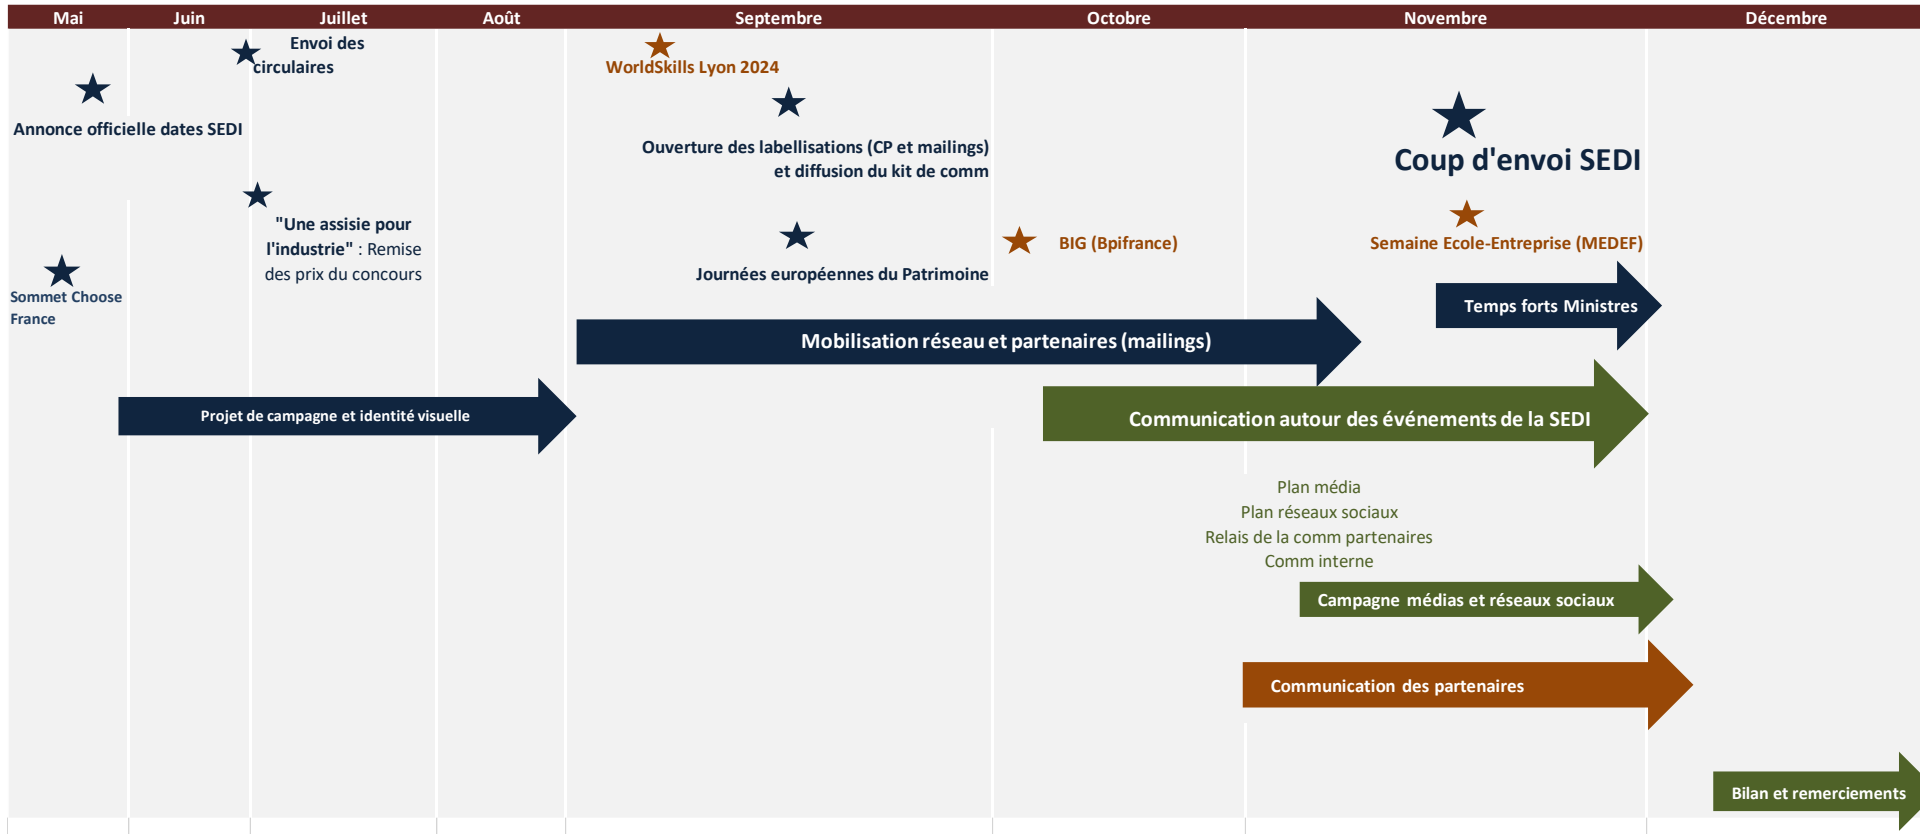 Mai
Juin
Juillet
Août
Septembre
Octobre
Novembre
Décembre
Envoi des
circulaires
WorldSkills Lyon 2024
Annonce officielle dates SEDI
Ouverture des labellisations (CP et mailings)
et diffusion du kit de comm
Coup d'envoi SEDI
"Une assisie pour
l'industrie" : Remise
des prix du concours
BIG (Bpifrance)
Semaine Ecole-Entreprise (MEDEF)
Journées européennes du Patrimoine
Sommet Choose
France
Temps forts Ministres
Mobilisation réseau et partenaires (mailings)
Projet de campagne et identité visuelle
Communication autour des événements de la SEDI
Plan média
Plan réseaux sociaux
Relais de la comm partenaires
Comm interne
Campagne médias et réseaux sociaux
Communication des partenaires
Bilan et remerciements